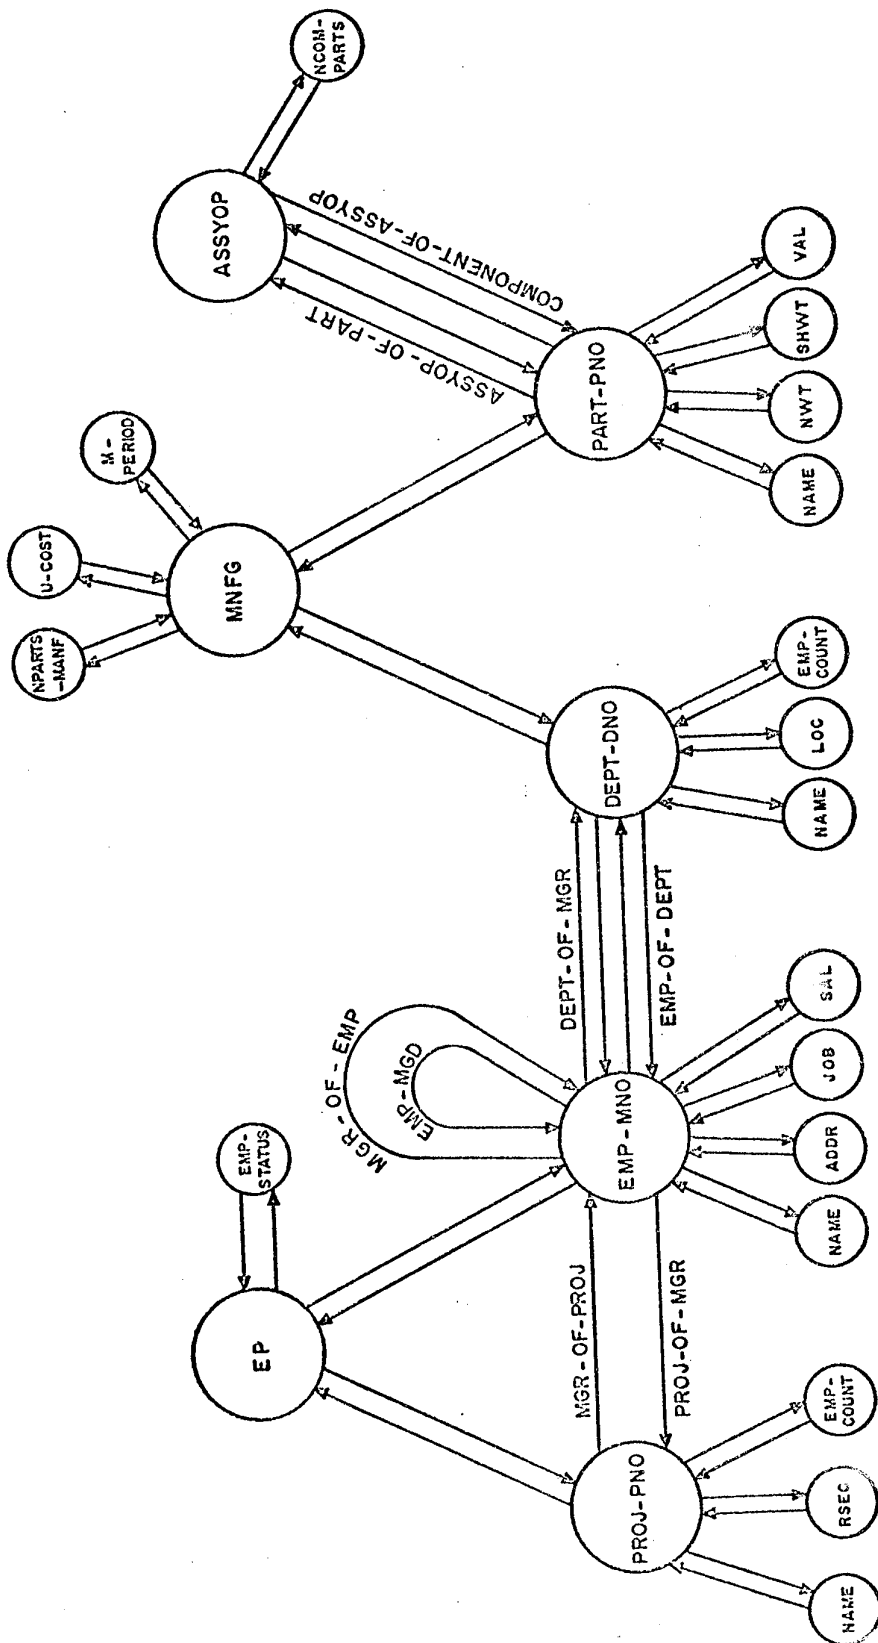 NPARTS
-MANF
U-COST
M-
PERIOD
NCOM-
PARTS
EMP-
STATUS
EP
MNFG
ASSYOP
MGR-OF-EMP
EMP-MGD
ASSYOP-OF-PART
COMPONENT-OF-ASSYOP
MGR-OF-PROJ
PROJ-OF-MGR
DEPT-OF-MGR
EMP-OF-DEPT
PROJ-PNO
EMP-MNO
DEPT-DNO
PART-PNO
NAME
RSEC
EMP-
COUNT
NAME
ADDR
JOB
SAL
NAME
LOC
EMP-
COUNT
NAME
NWT
SHWT
VAL